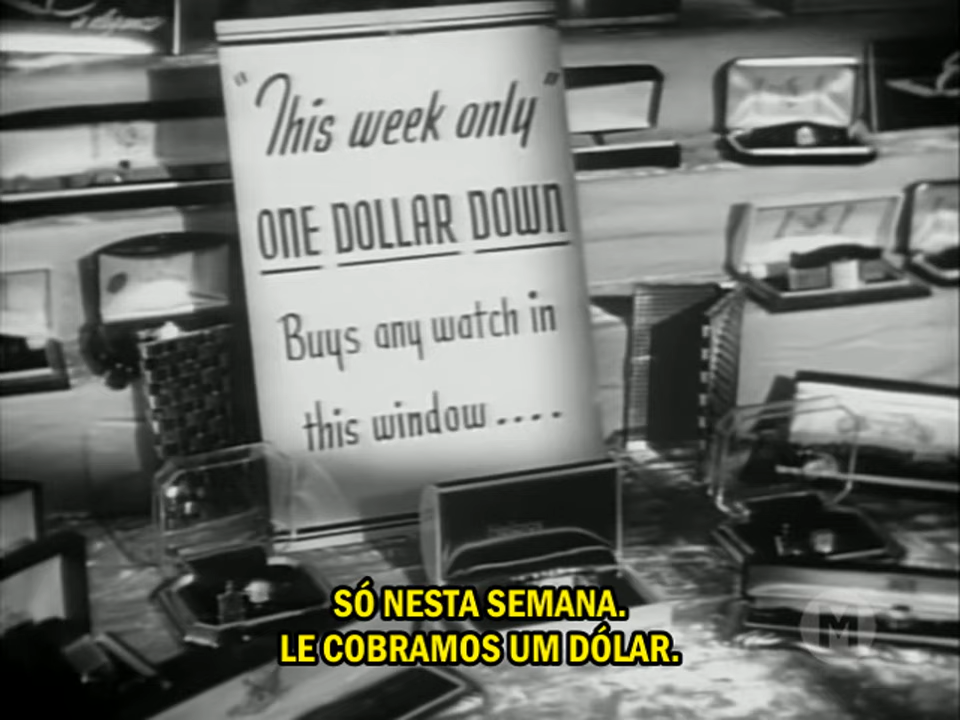 "This week only"
ONE DOLLAR DOWN
Buys any watch in
this window....
SÓ NESTA SEMANA.
LE COBRAMOS UM DÓLAR.
M